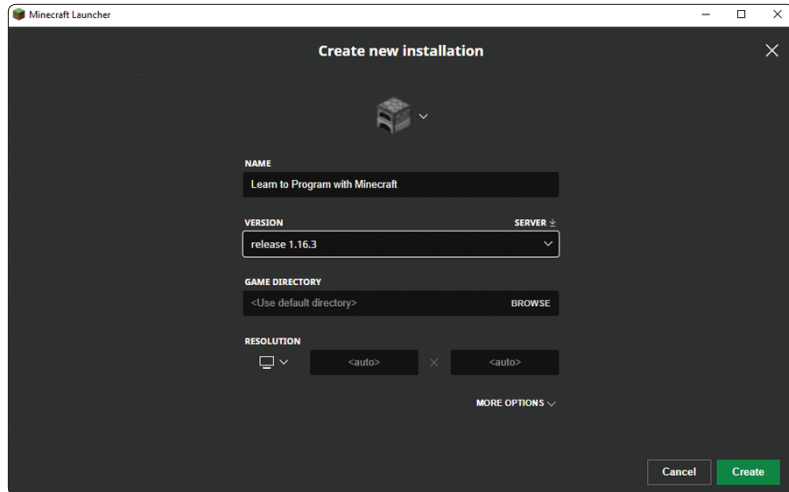 Minecraft Launcher
Create new installation
NAME
Learn to Program with Minecraft
VERSION SERVER
release 1.16.3
GAME DIRECTORY
<Use default directory> BROWSE
RESOLUTION
<auto> <auto>
MORE OPTIONS
Cancel Create